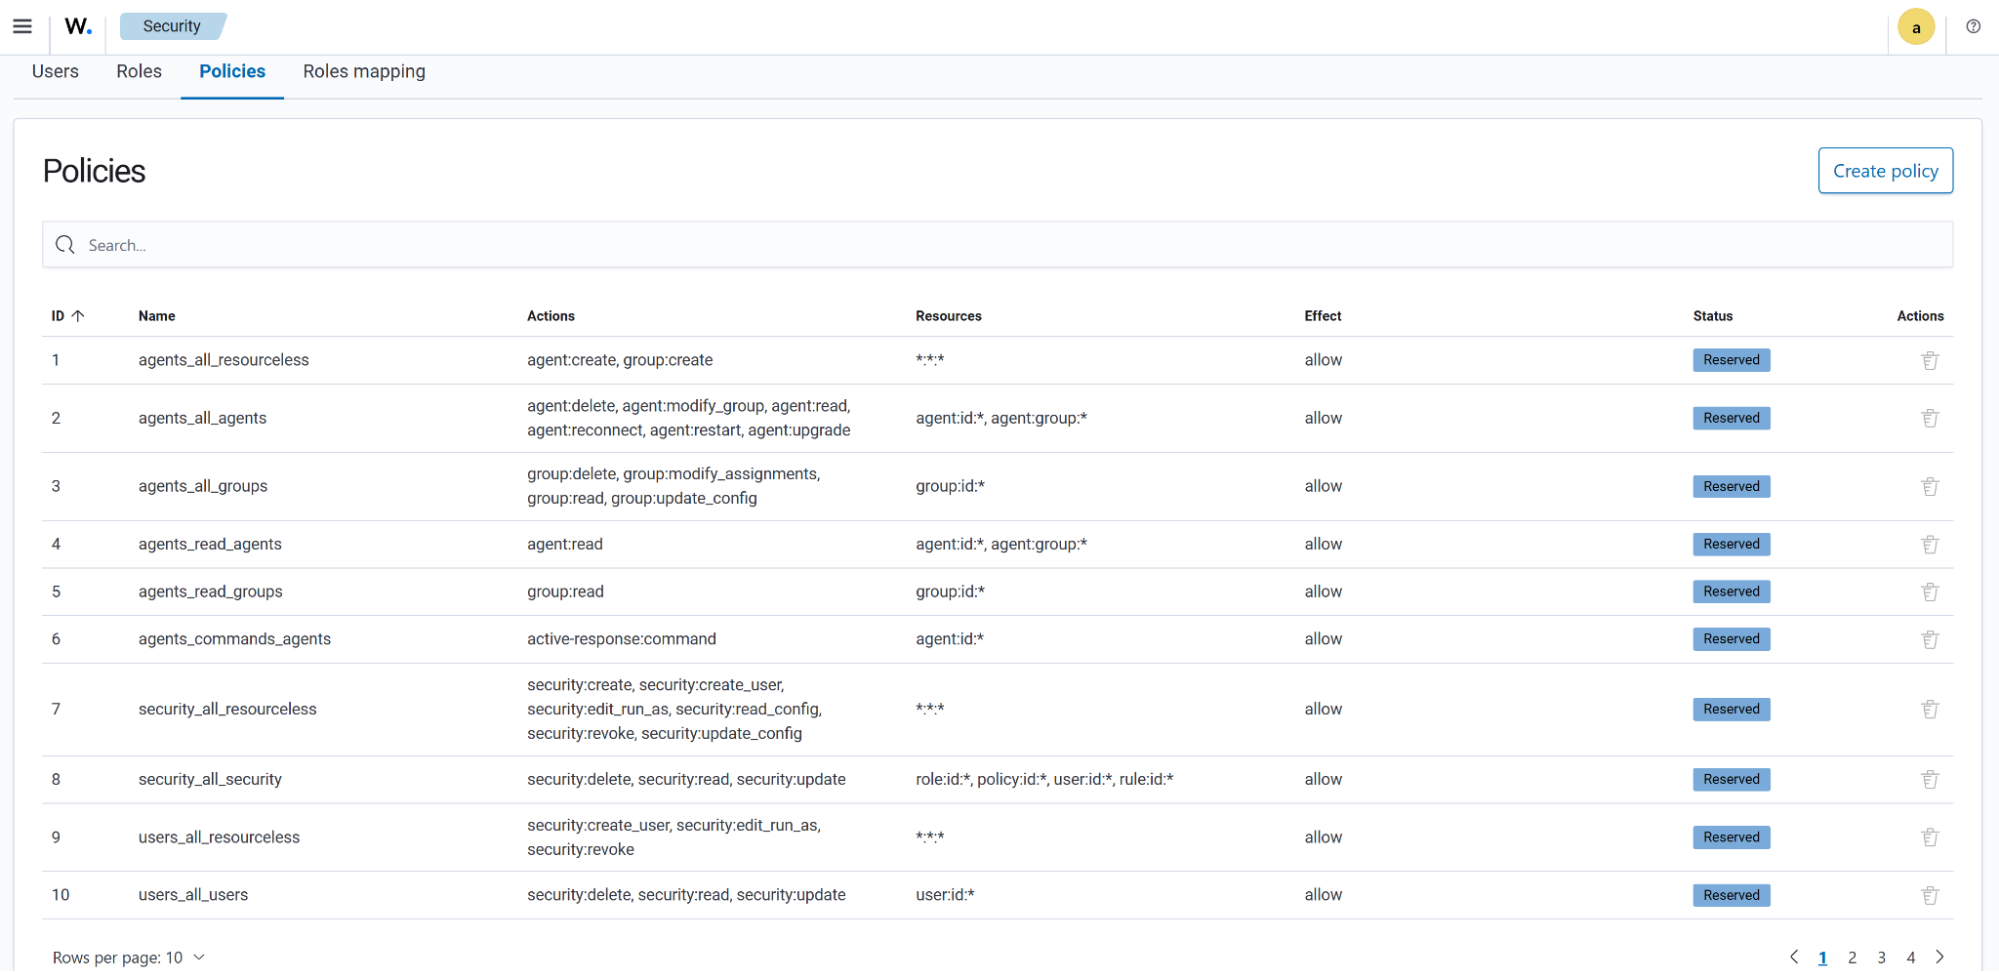 W. Security a
Users Roles Policies Roles mapping
Policies Create policy
Search...
ID Name Actions Resources Effect Status Actions
1 agents_all_resourceless agent:create, group:create *:*:* allow Reserved
2 agents_all_agents agent:delete, agent:modify_group, agent:read, agent:id:*, agent:group:* allow Reserved
agent:reconnect, agent:restart, agent:upgrade
3 agents_all_groups group:delete, group:modify_assignments, group:id:* allow Reserved
group:read, group:update_config
4 agents_read_agents agent:read agent:id:*, agent:group:* allow Reserved
5 agents_read_groups group:read group:id:* allow Reserved
6 agents_commands_agents active-response:command agent:id:* allow Reserved
security:create, security:create_user,
7 security_all_resourceless security:edit_run_as, security:read_config, *:*:* allow Reserved
security:revoke, security:update_config
8 security_all_security security:delete, security:read, security:update role:id:*, policy:id:*, user:id:*, rule:id:* allow Reserved
9 users_all_resourceless security:create_user, security:edit_run_as, *:*:* allow Reserved
security:revoke
10 users_all_users security:delete, security:read, security:update user:id:* allow Reserved
Rows per page: 10 1 2 3 4